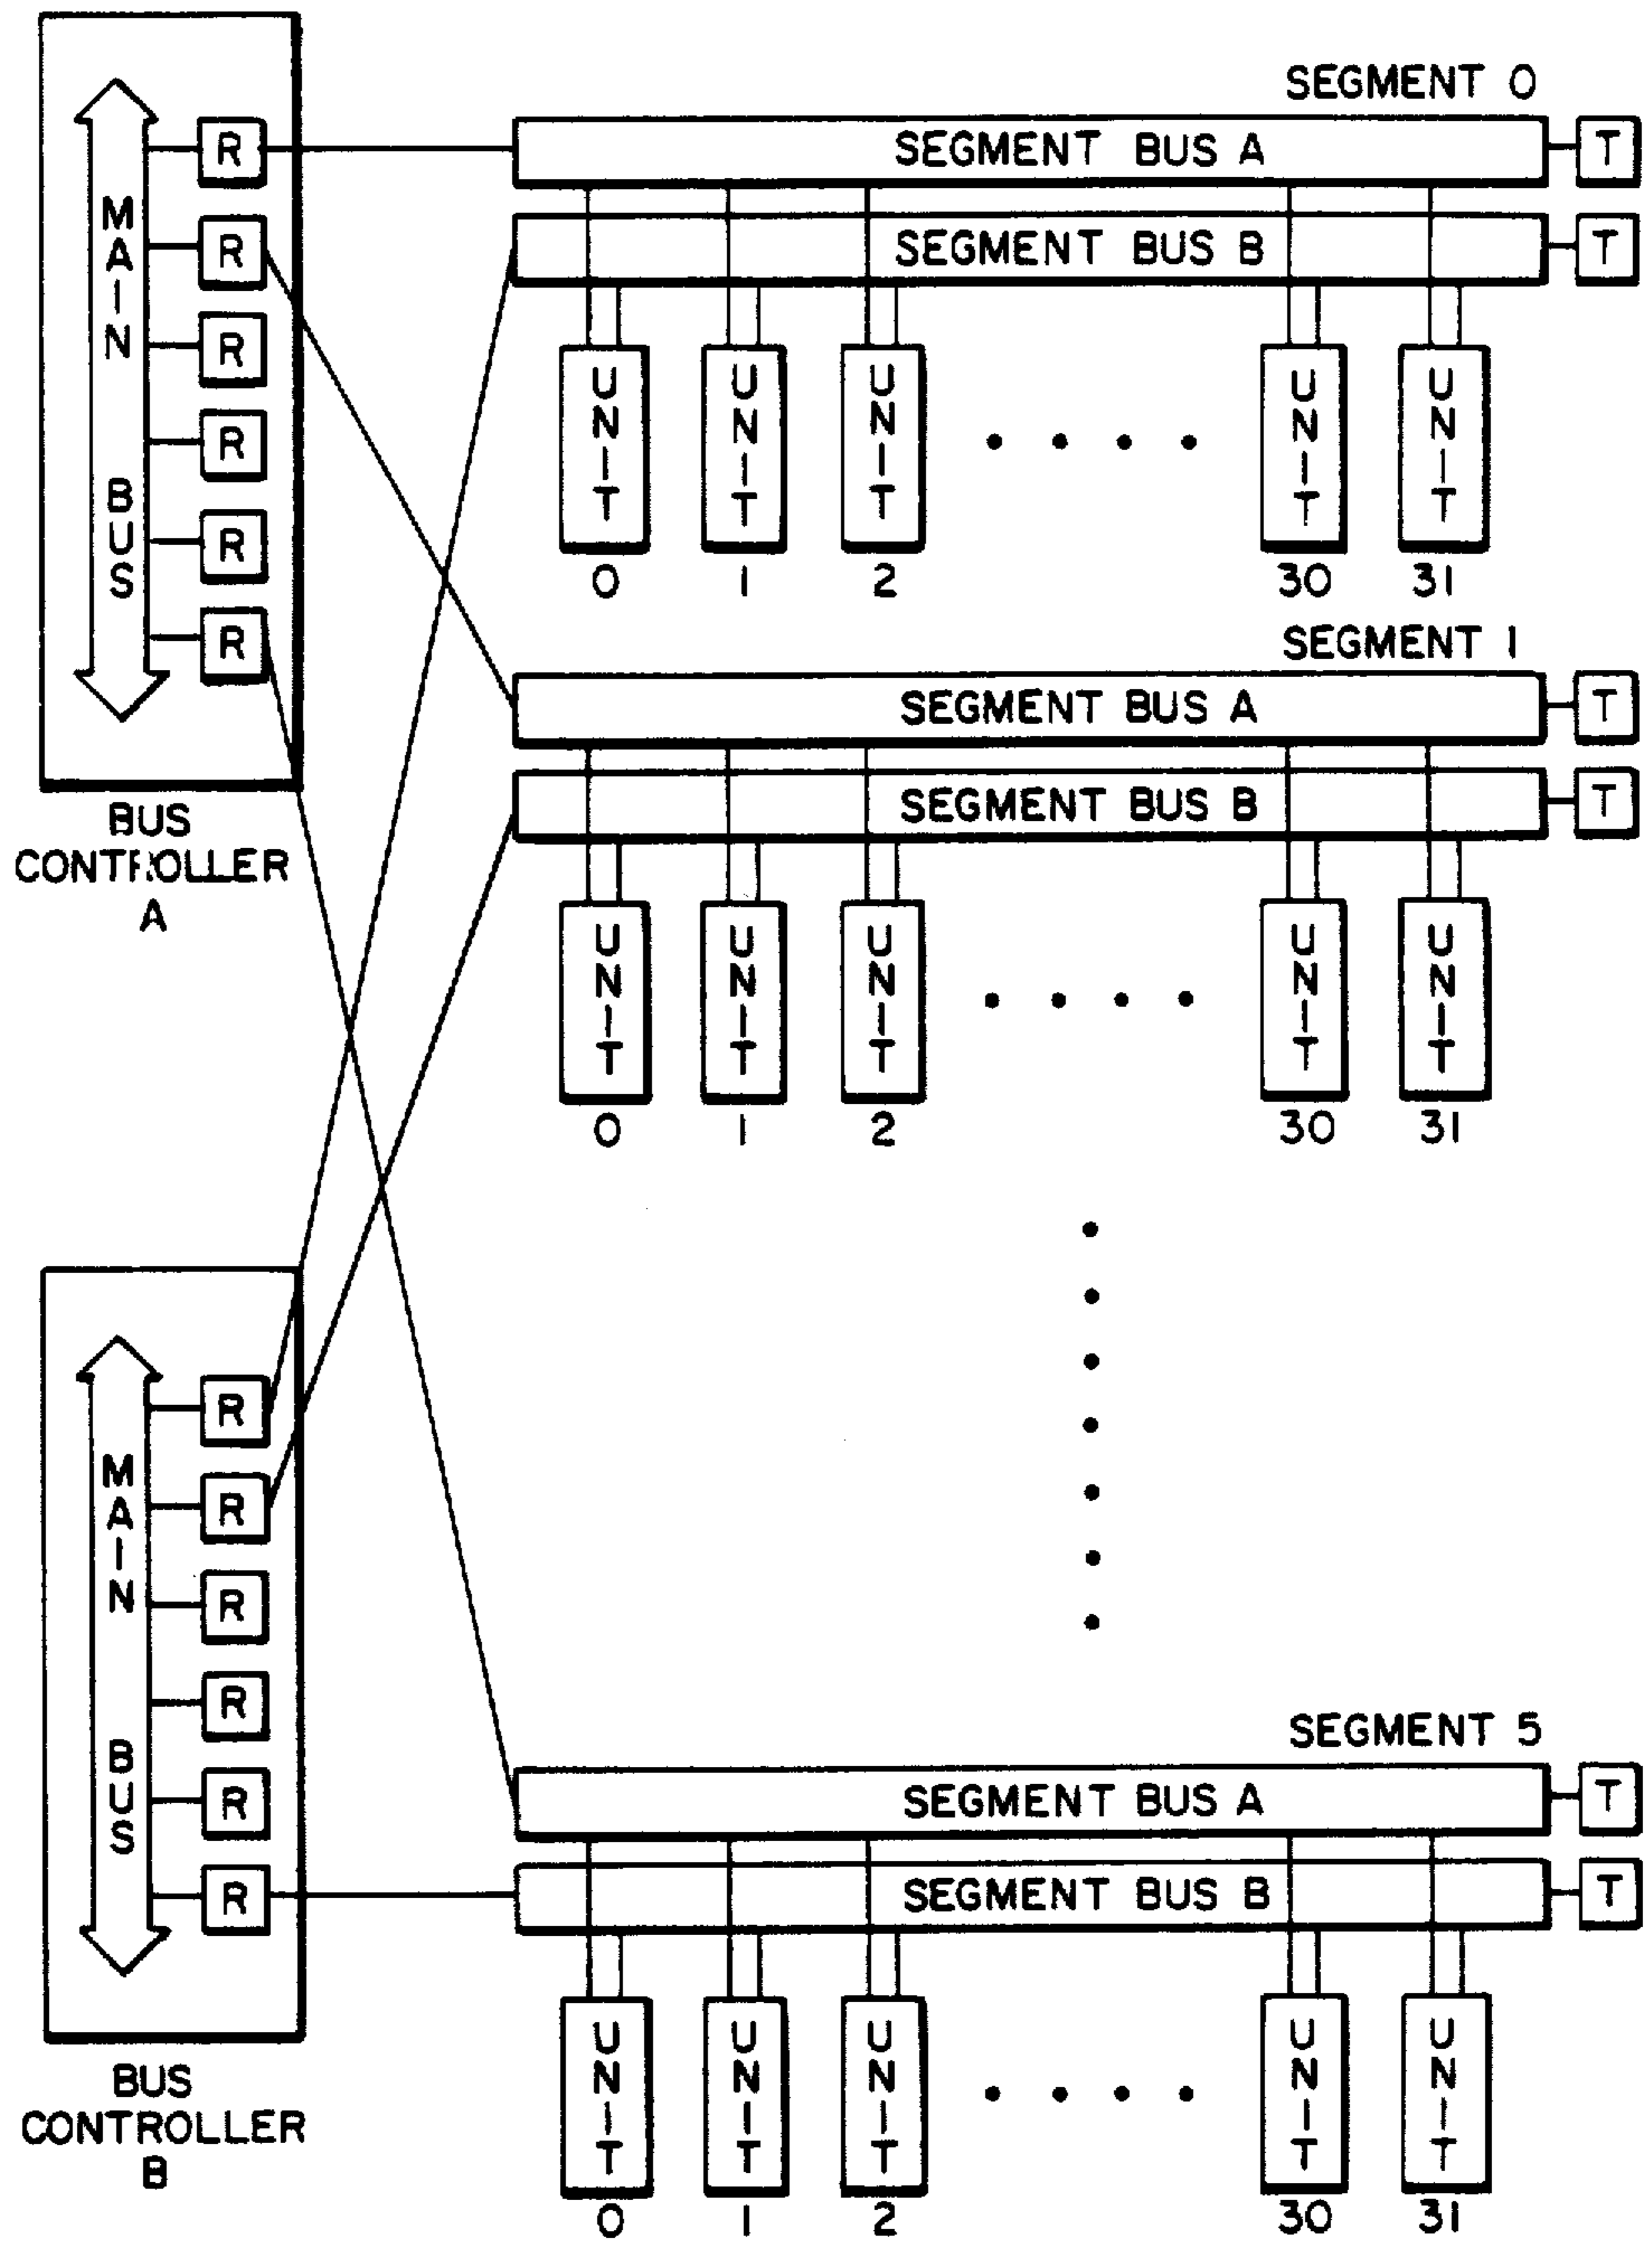 MAIN BUS
R
R
R
R
R
R
BUS
CONTROLLER
A
SEGMENT 0
SEGMENT BUS A
T
SEGMENT BUS B
T
UNIT
UNIT
UNIT
UNIT
UNIT
0
1
2
30
31
SEGMENT 1
SEGMENT BUS A
T
SEGMENT BUS B
T
UNIT
UNIT
UNIT
UNIT
UNIT
0
1
2
30
31
MAIN BUS
R
R
R
R
R
R
BUS
CONTROLLER
B
SEGMENT 5
SEGMENT BUS A
T
SEGMENT BUS B
T
UNIT
UNIT
UNIT
UNIT
UNIT
0
1
2
30
31